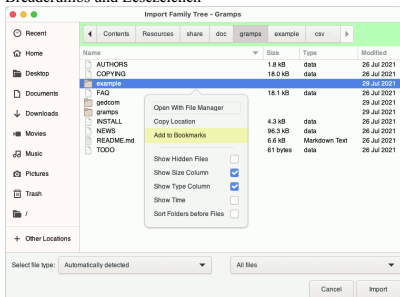 Breadcrumbs und Lesezeichen
Import Family Tree - Gramps
Recent
Contents Resources share doc gramps example csv
Home
Name Size Type Modified
AUTHORS 1.8 kB data 26 Jul 2021
COPYING 18.0 kB data 26 Jul 2021
Desktop
example 29 Jul 2021
Documents
FAQ 18.1 kB data 26 Jul 2021
gedcom 29 Jul 2021
Downloads
gramps 29 Jul 2021
INSTALL 4.3 kB data 26 Jul 2021
Movies
NEWS 96.3 kB data 26 Jul 2021
README.md 6.6 kB Markdown Text 26 Jul 2021
Music
TODO 61 bytes data 26 Jul 2021
Open With File Manager
Copy Location
Add to Bookmarks
Show Hidden Files
Show Size Column
Show Type Column
Show Time
Sort Folders before Files
Pictures
Trash
/
+ Other Locations
Select file type: Automatically detected All files
Cancel Import